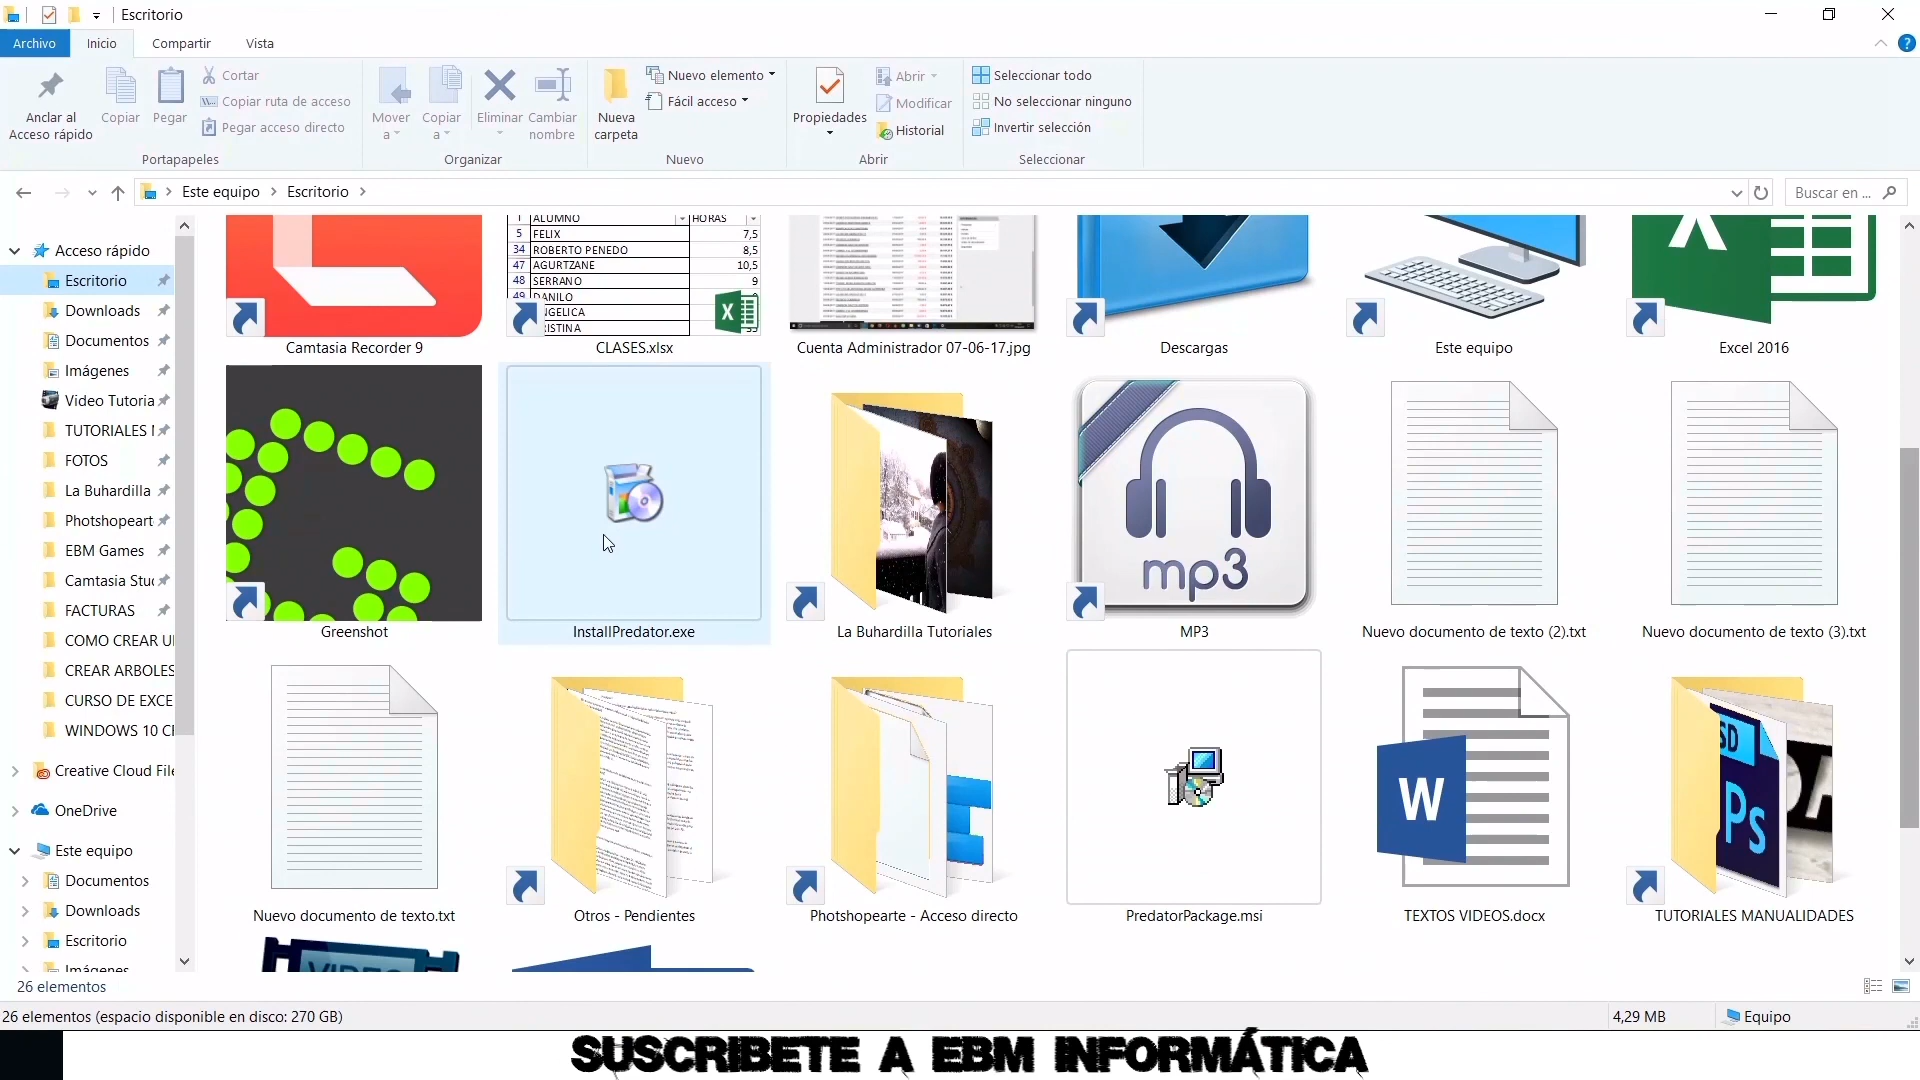 Escritorio
Archivo Inicio Compartir Vista
Anclar al Acceso rápido
Copiar
Pegar
Cortar
Copiar ruta de acceso
Pegar acceso directo
Portapapeles
Mover a
Copiar a
Eliminar
Cambiar nombre
Organizar
Nueva carpeta
Nuevo elemento
Fácil acceso
Nuevo
Propiedades
Abrir
Modificar
Historial
Abrir
Seleccionar todo
No seleccionar ninguno
Invertir selección
Seleccionar
Este equipo > Escritorio >
Buscar en ...
Acceso rápido
Escritorio
Downloads
Documentos
Imágenes
Video Tutoria
TUTORIALES
FOTOS
La Buhardilla
Photshopeart
EBM Games
Camtasia Stu
FACTURAS
COMO CREAR U
CREAR ARBOLES
CURSO DE EXCE
WINDOWS 10 C
Creative Cloud File
OneDrive
Este equipo
Documentos
Downloads
Escritorio
Imágenes
1 ALUMNO HORAS
5 FELIX 7,5
34 ROBERTO PENEDO 8,5
47 AGURTZANE 10,5
48 SERRANO 9
49 DANILO
NGELICA
RISTINA
Camtasia Recorder 9
CLASES.xlsx
Cuenta Administrador 07-06-17.jpg
Descargas
Este equipo
Excel 2016
mp3
Greenshot
InstallPredator.exe
La Buhardilla Tutoriales
MP3
Nuevo documento de texto (2).txt
Nuevo documento de texto (3).txt
W
SD
Ps
Nuevo documento de texto.txt
Otros - Pendientes
Photshopearte - Acceso directo
PredatorPackage.msi
TEXTOS VIDEOS.docx
TUTORIALES MANUALIDADES
VIDEO
26 elementos
26 elementos (espacio disponible en disco: 270 GB)
4,29 MB
Equipo
SUSCRIBETE A EBM INFORMÁTICA